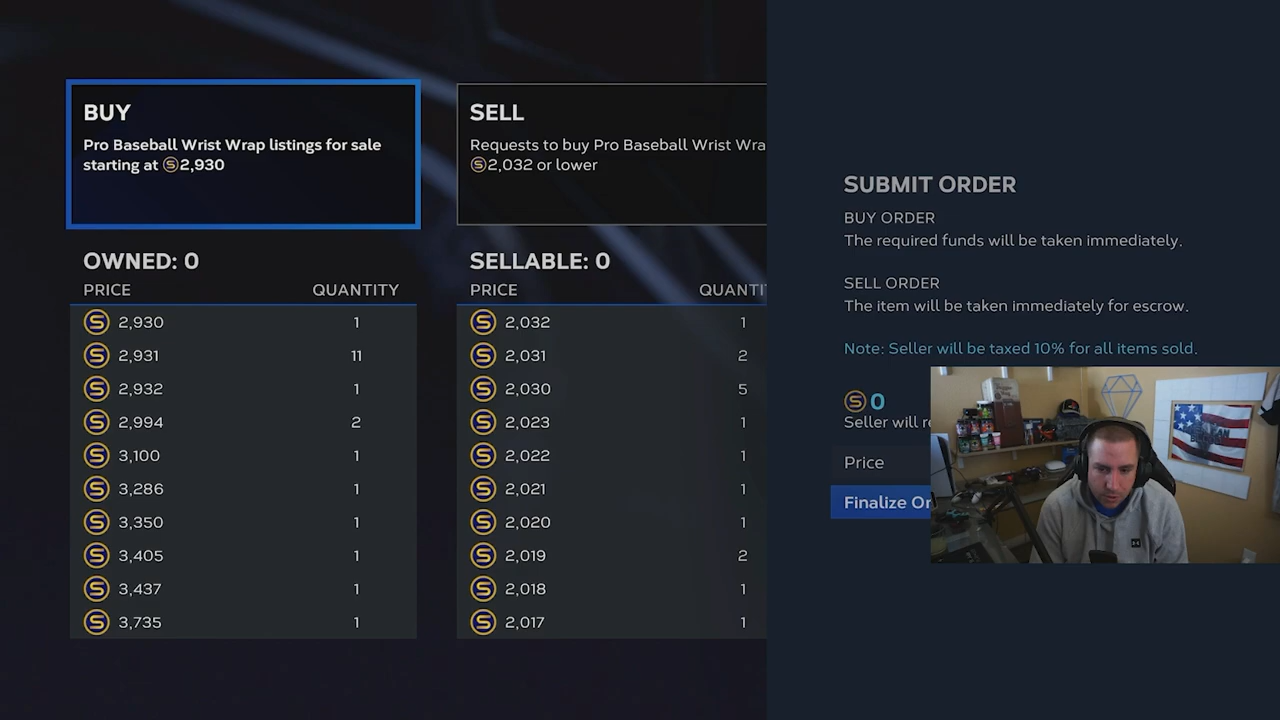 BUY
Pro Baseball Wrist Wrap listings for sale
starting at 2,930
OWNED: 0
PRICE QUANTITY
2,930 1
2,931 11
2,932 1
2,994 2
3,100 1
3,286 1
3,350 1
3,405 1
3,437 1
3,735 1
SELL
Requests to buy Pro Baseball Wrist Wra
2,032 or lower
SELLABLE: 0
PRICE QUANTI
2,032 1
2,031 2
2,030 5
2,023 1
2,022 1
2,021 1
2,020 1
2,019 2
2,018 1
2,017 1
SUBMIT ORDER
BUY ORDER
The required funds will be taken immediately.
SELL ORDER
The item will be taken immediately for escrow.
Note: Seller will be taxed 10% for all items sold.
0
Seller will re
Price
Finalize Or